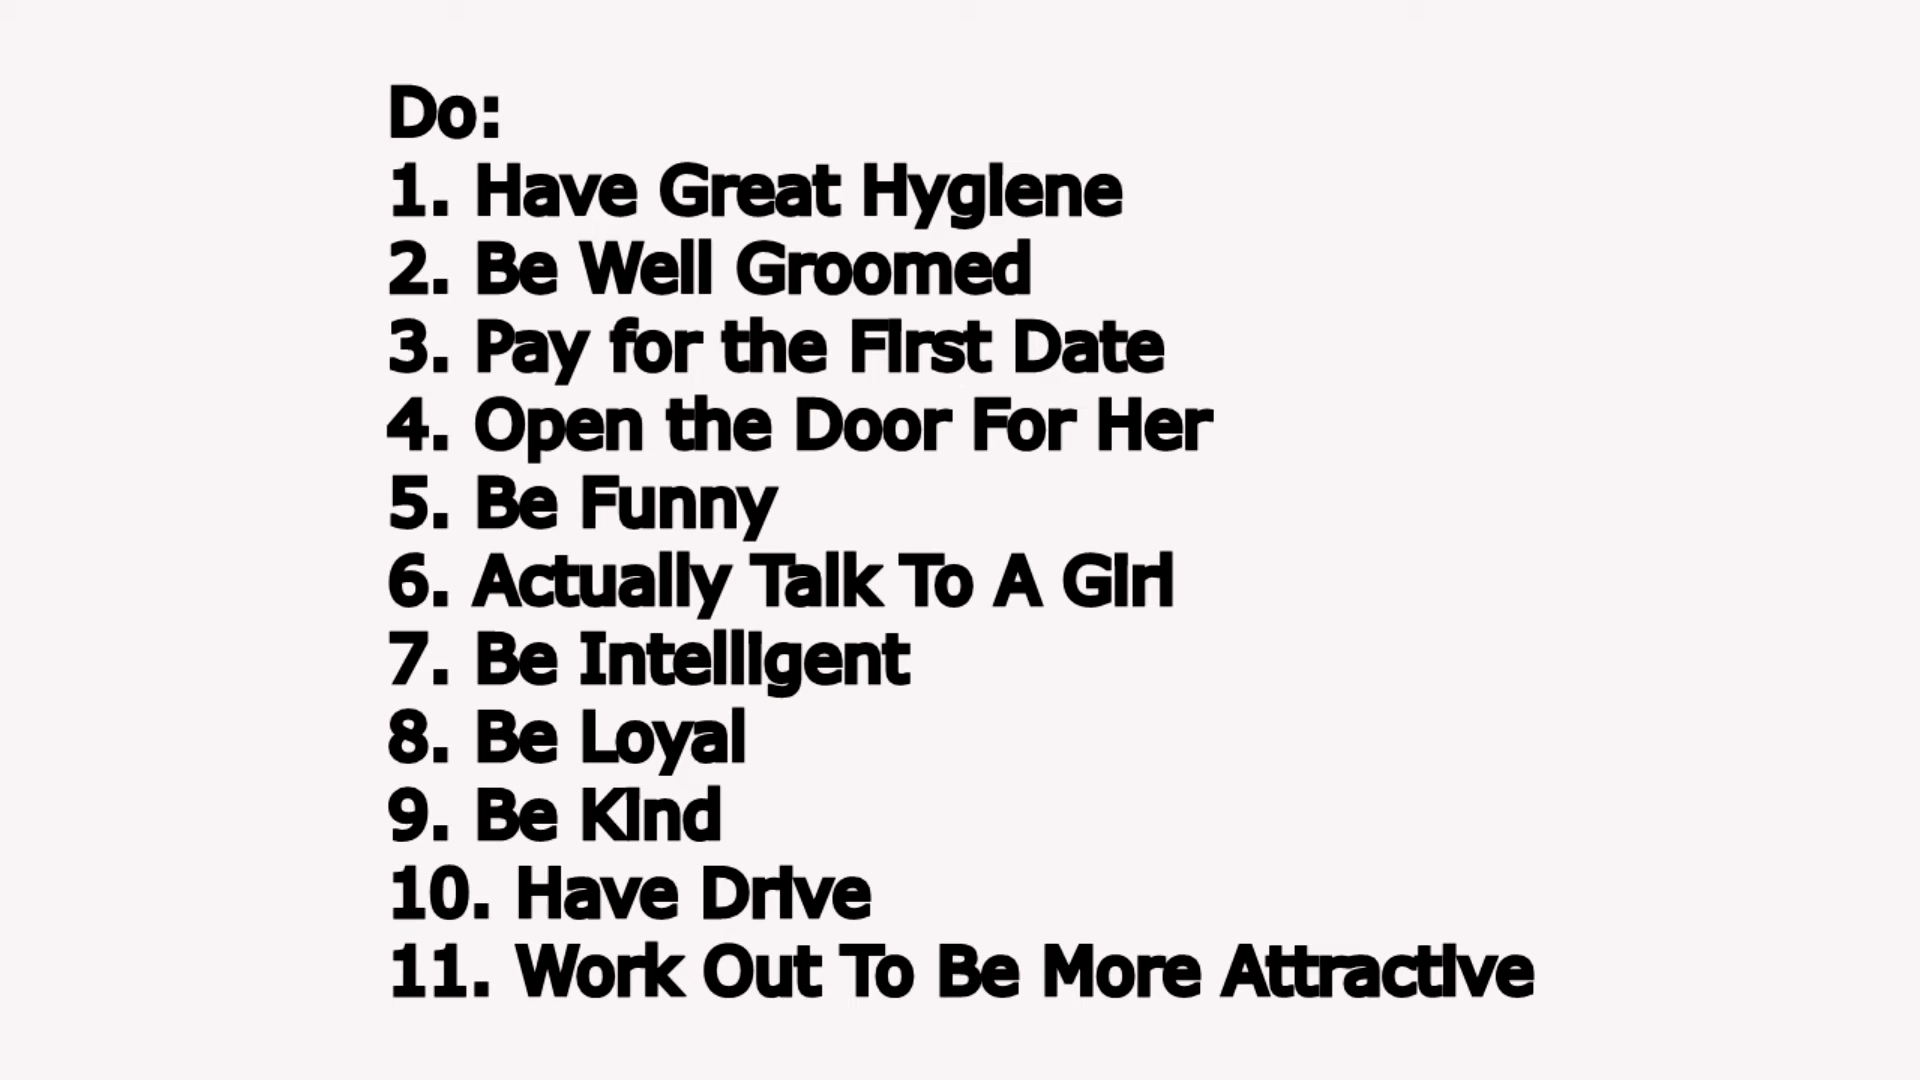 Do:
1. Have Great Hygiene
2. Be Well Groomed
3. Pay for the First Date
4. Open the Door For Her
5. Be Funny
6. Actually Talk To A Girl
7. Be Intelligent
8. Be Loyal
9. Be Kind
10. Have Drive
11. Work Out To Be More Attractive